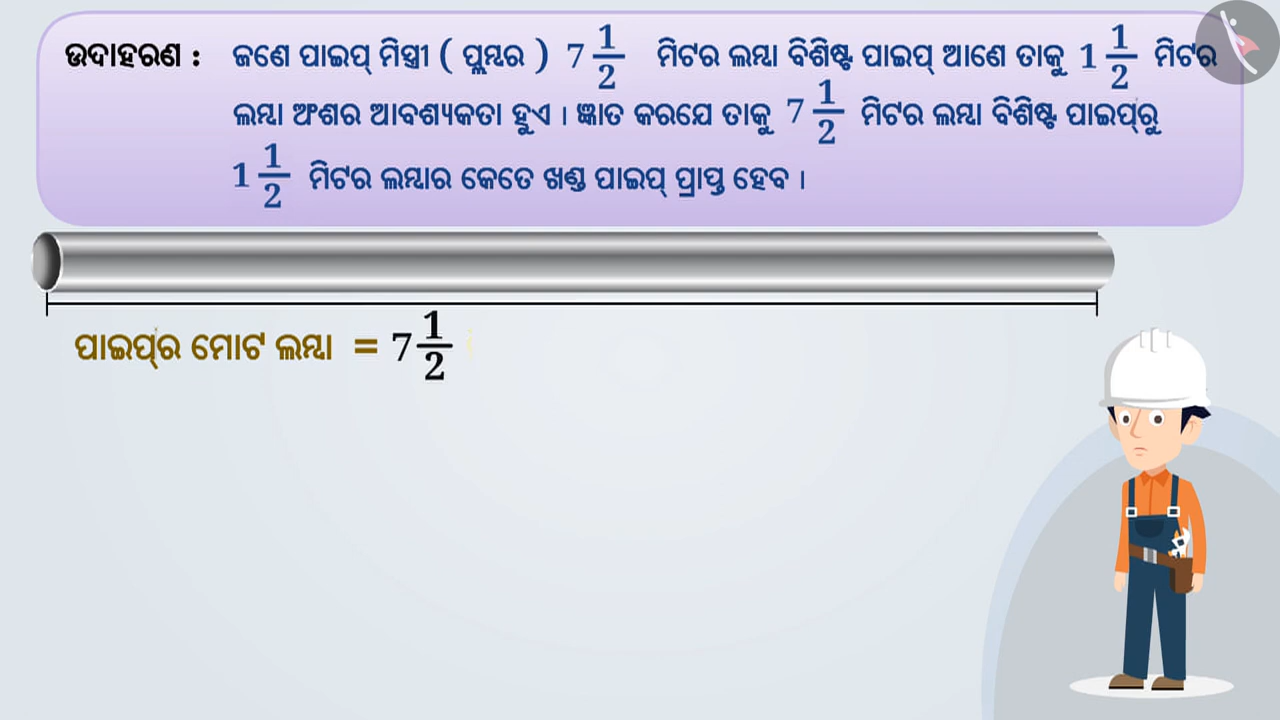 ଉଦାହରଣ : ଜଣେ ପାଇପ୍ ମିସ୍ତ୍ରୀ ( ପ୍ଲମ୍ବର ) 7 1/2 ମିଟର ଲମ୍ବା ବିଶିଷ୍ଟ ପାଇପ୍ ଆଣେ ତାକୁ 1 1/2 ମିଟର
ଲମ୍ବା ଅଂଶର ଆବଶ୍ୟକତା ହୁଏ । ଜ୍ଞାତ କରଯେ ତାକୁ 7 1/2 ମିଟର ଲମ୍ବା ବିଶିଷ୍ଟ ପାଇପ୍‌ରୁ
1 1/2 ମିଟର ଲମ୍ବାର କେତେ ଖଣ୍ଡ ପାଇପ୍ ପ୍ରାପ୍ତ ହେବ ।
ପାଇପ୍‌ର ମୋଟ ଲମ୍ବା = 7 1/2